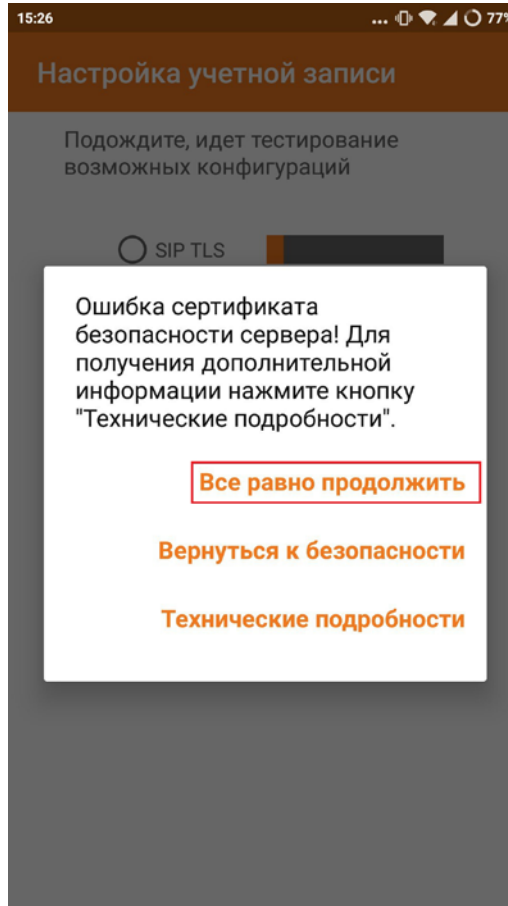 15:26 ... 77%
Настройка учетной записи
Подождите, идет тестирование
возможных конфигураций
SIP TLS
Ошибка сертификата
безопасности сервера! Для
получения дополнительной
информации нажмите кнопку
"Технические подробности".
Все равно продолжить
Вернуться к безопасности
Технические подробности